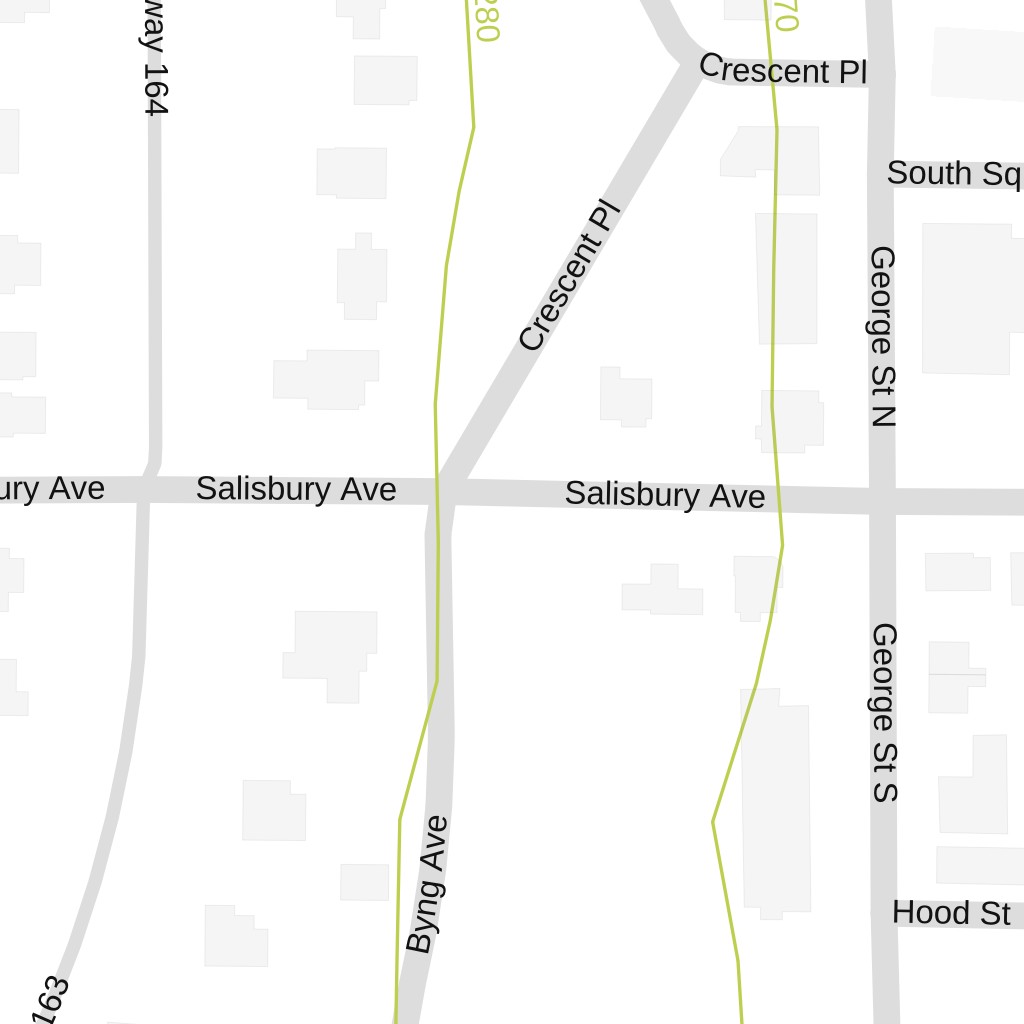 way 164
280
70
Crescent Pl
South Sq
Crescent Pl
George St N
ury Ave
Salisbury Ave
Salisbury Ave
George St S
Byng Ave
Hood St
163